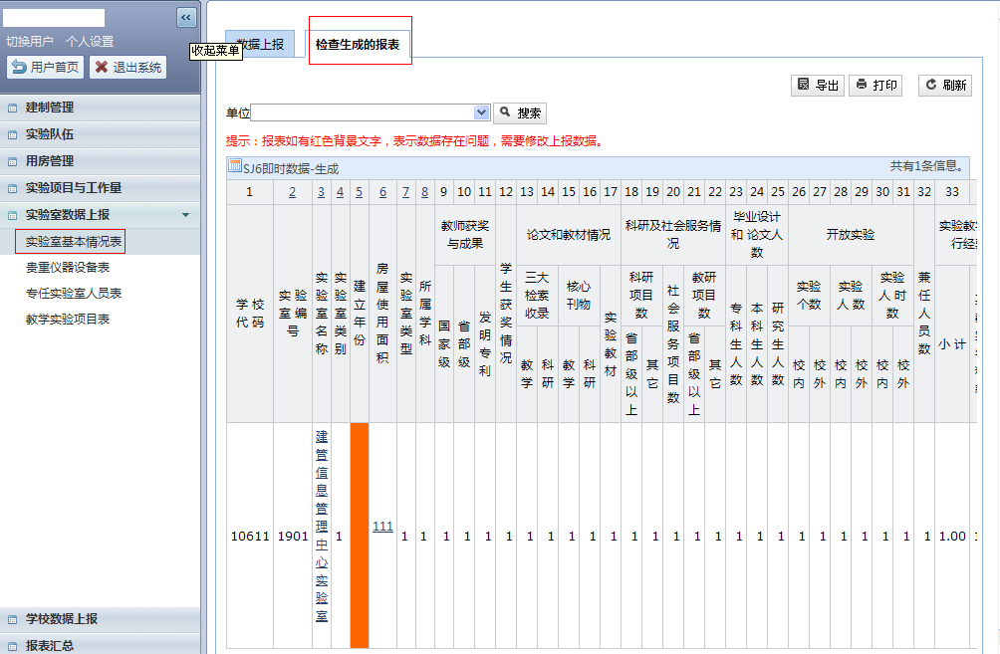 «
切换用户 个人设置
用户首页 退出系统
收起菜单
建制管理
实验队伍
用房管理
实验项目与工作量
实验室数据上报
实验室基本情况表
贵重仪器设备表
专任实验室人员表
教学实验项目表
学校数据上报
报表汇总
数据上报 检查生成的报表
导出 打印 刷新
单位 搜索
提示：报表如有红色背景文字，表示数据存在问题，需要修改上报数据。
SJ6即时数据-生成 共有1条信息。
1 2 3 4 5 6 7 8 9 10 11 12 13 14 15 16 17 18 19 20 21 22 23 24 25 26 27 28 29 30 31 32 33
学校代码
实验室编号
实验室名称
实验室类别
建立年份
房屋使用面积
实验室类型
所属学科
教师获奖与成果
国家级
省部级
发明专利
学生获奖情况
论文和教材情况
三大检索收录
教学
科研
核心刊物
教学
科研
实验教材
科研及社会服务情况
科研项目数
省部级以上
其它
社会服务项目数
教研项目数
省部级以上
其它
毕业设计和 论文人数
专科生人数
本科生人数
研究生人数
开放实验
实验个数
校内
校外
实验人数
校内
校外
实验人时数
校内
校外
兼任人员数
实验教
行经
小计
10611 1901 建管信息管理中心实验室 1 111 1 1 1 1 1 1 1 1 1 1 1 1 1 1 1 1 1 1 1 1 1 1 1 1 1 1 1.00